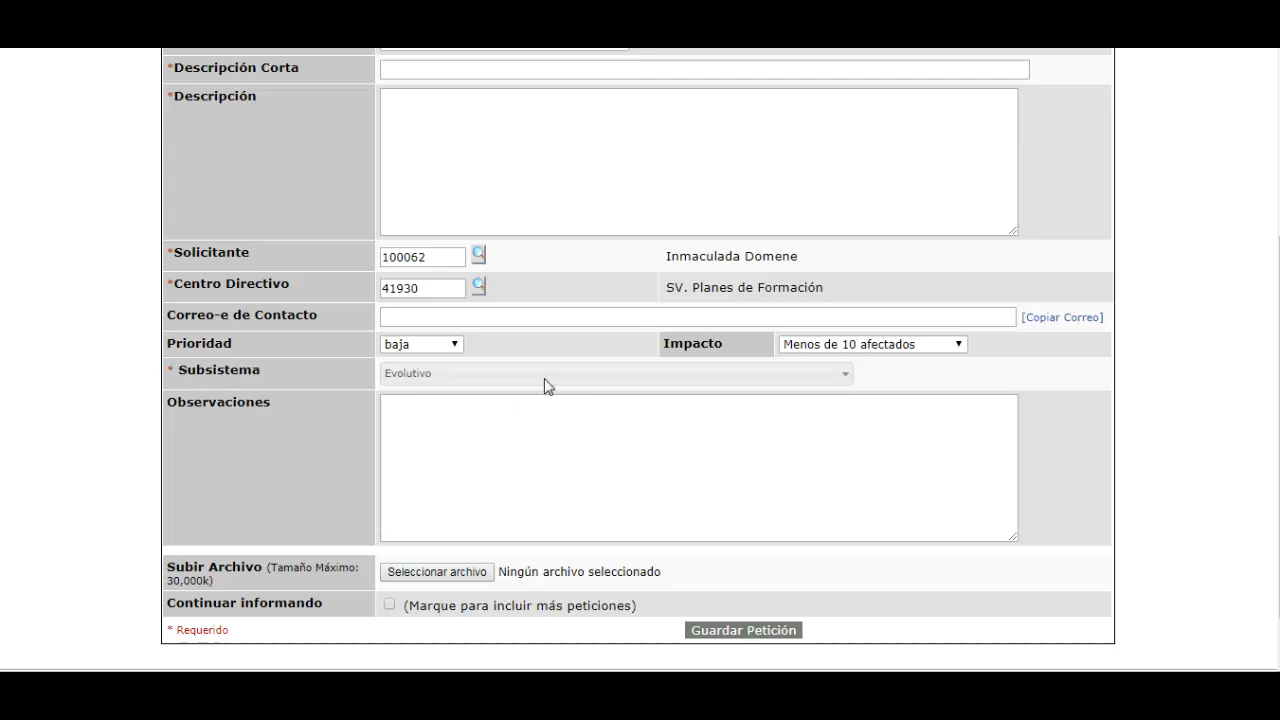 *Descripción Corta
*Descripción
*Solicitante 100062 Inmaculada Domene
*Centro Directivo 41930 SV. Planes de Formación
Correo-e de Contacto [Copiar Correo]
Prioridad baja Impacto Menos de 10 afectados
* Subsistema Evolutivo
Observaciones
Subir Archivo (Tamaño Máximo: 30,000k) Seleccionar archivo Ningún archivo seleccionado
Continuar informando (Marque para incluir más peticiones)
* Requerido Guardar Petición